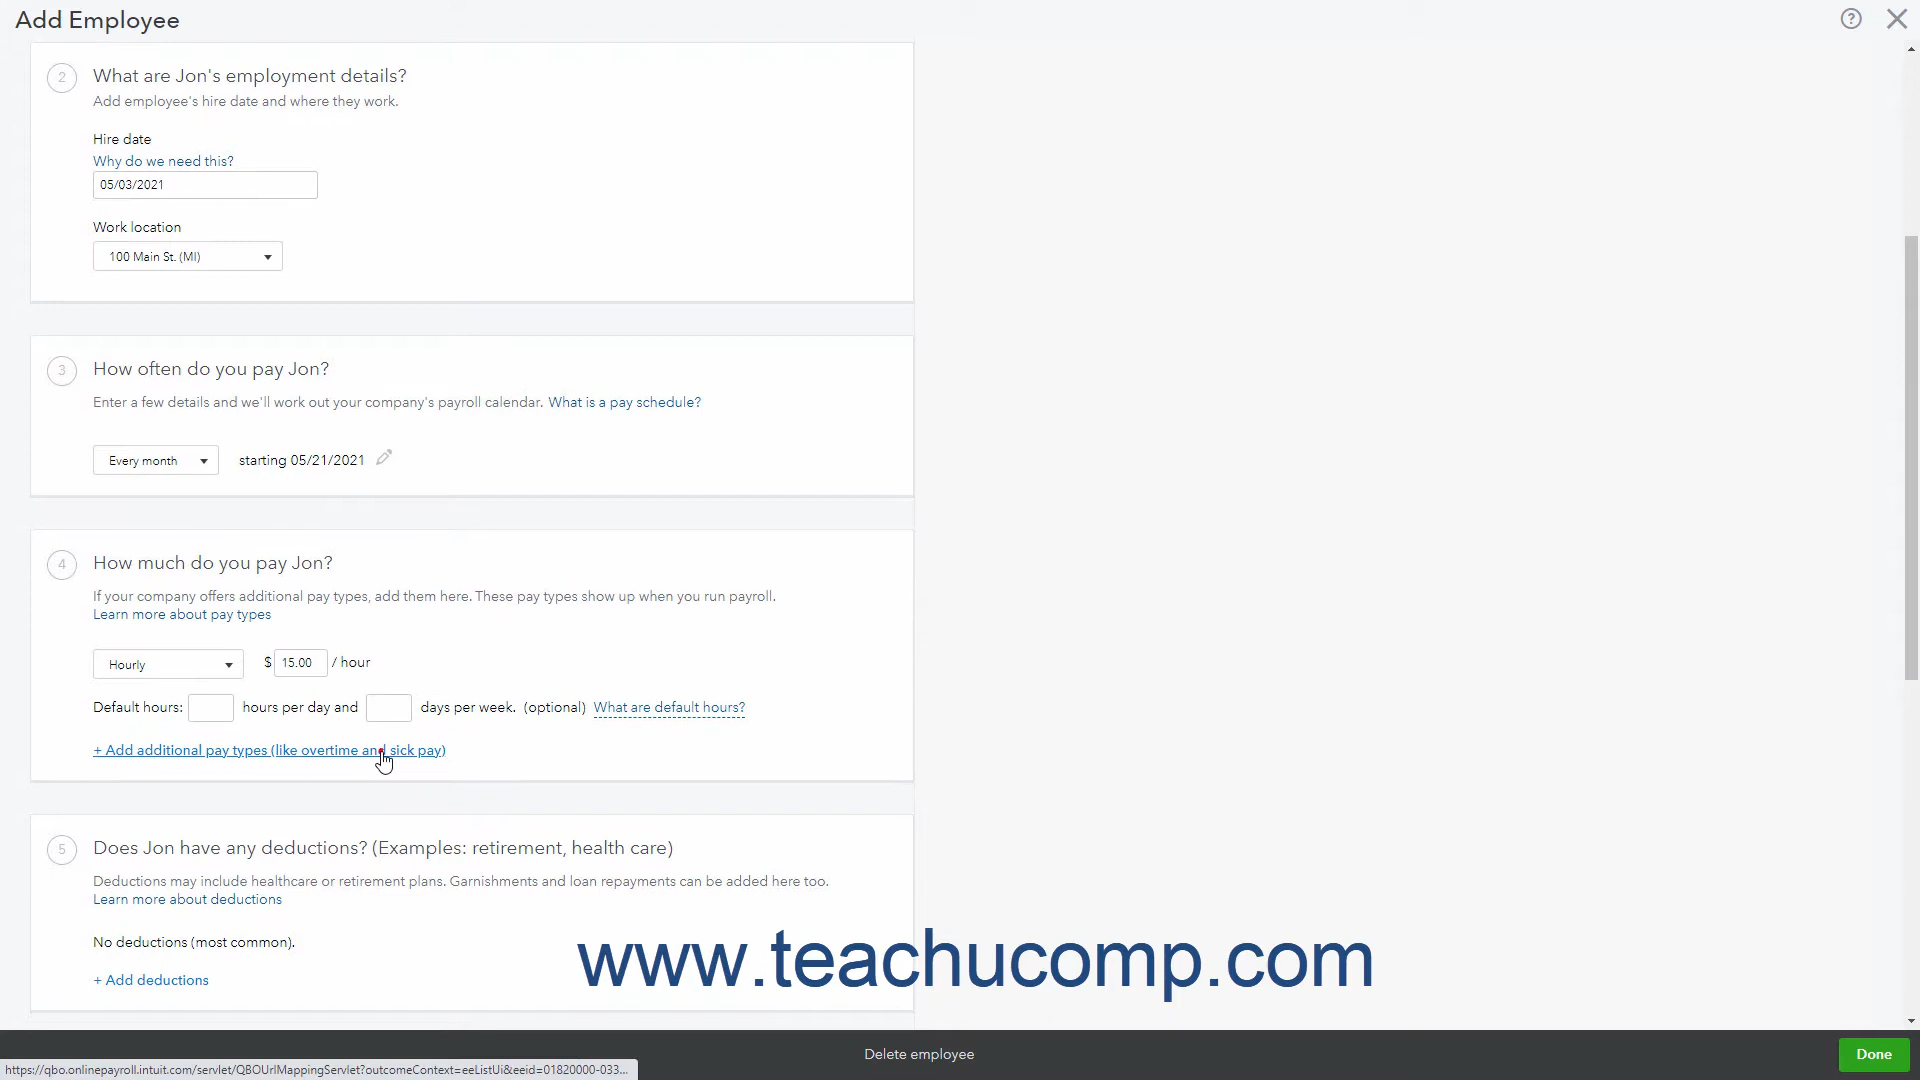 Add Employee
2
What are Jon's employment details?
Add employee's hire date and where they work.
Hire date
Why do we need this?
05/03/2021
Work location
100 Main St. (MI)
3
How often do you pay Jon?
Enter a few details and we'll work out your company's payroll calendar. What is a pay schedule?
Every month starting 05/21/2021
4
How much do you pay Jon?
If your company offers additional pay types, add them here. These pay types show up when you run payroll.
Learn more about pay types
Hourly $ 15.00 / hour
Default hours: hours per day and days per week. (optional) What are default hours?
+ Add additional pay types (like overtime and sick pay)
5
Does Jon have any deductions? (Examples: retirement, health care)
Deductions may include healthcare or retirement plans. Garnishments and loan repayments can be added here too.
Learn more about deductions
No deductions (most common).
+ Add deductions
www.teachucomp.com
Delete employee
Done
https://qbo.onlinepayroll.intuit.com/servlet/QBOUrlMappingServlet?outcomeContext=eeListUi&eeid=01820000-033...